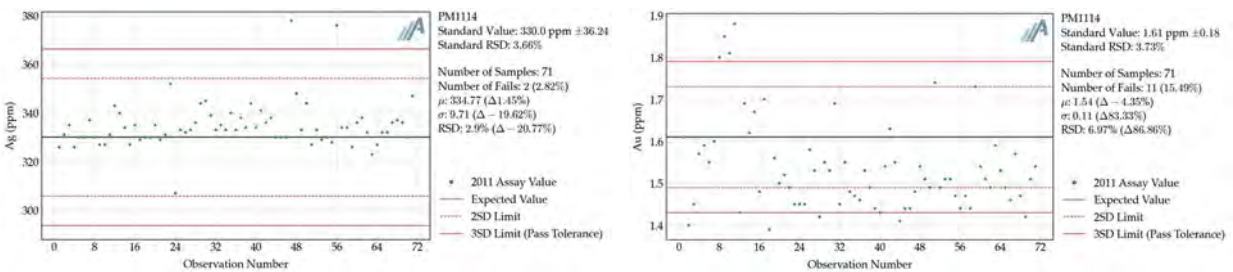 PM1114
Standard Value: 330.0 ppm ±36.24
Standard RSD: 3.66%
Number of Samples: 71
Number of Fails: 2 (2.82%)
μ: 334.77 (Δ1.45%)
σ: 9.71 (Δ − 19.62%)
RSD: 2.9% (Δ − 20.77%)
2011 Assay Value
Expected Value
2SD Limit
3SD Limit (Pass Tolerance)
Ag (ppm)
380
360
340
320
300
0 8 16 24 32 40 48 56 64 72
Observation Number
PM1114
Standard Value: 1.61 ppm ±0.18
Standard RSD: 3.73%
Number of Samples: 71
Number of Fails: 11 (15.49%)
μ: 1.54 (Δ − 4.35%)
σ: 0.11 (Δ83.33%)
RSD: 6.97% (Δ86.86%)
2011 Assay Value
Expected Value
2SD Limit
3SD Limit (Pass Tolerance)
Au (ppm)
1.9
1.8
1.7
1.6
1.5
1.4
0 8 16 24 32 40 48 56 64 72
Observation Number